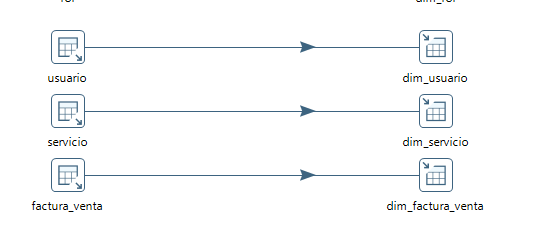 usuario dim_usuario
servicio dim_servicio
factura_venta dim_factura_venta